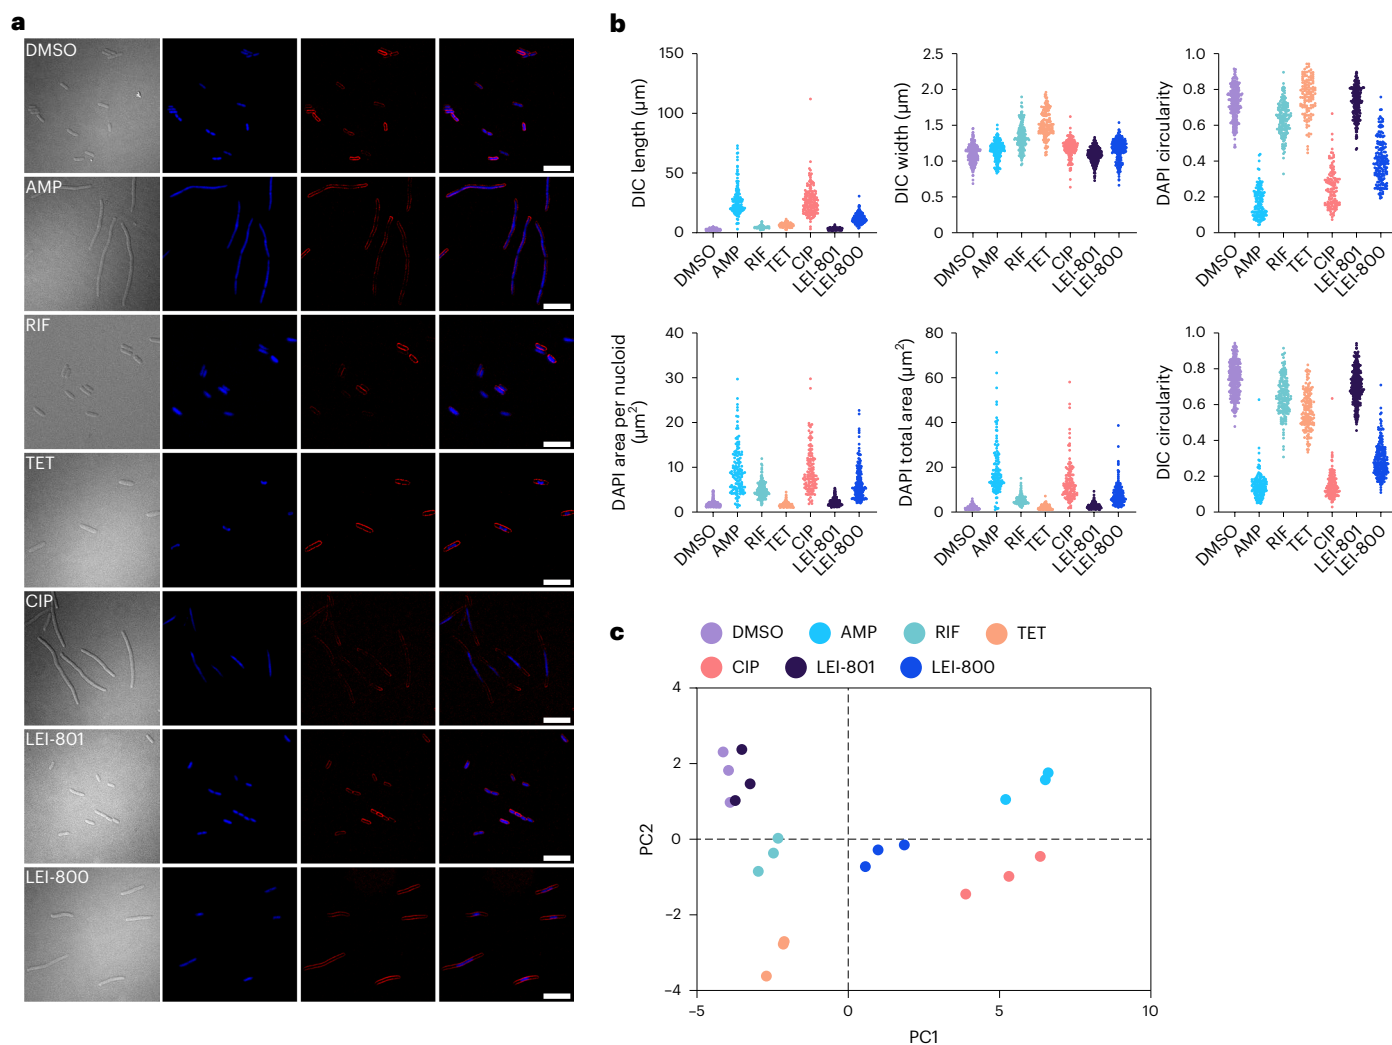 a
DMSO
AMP
RIF
TET
CIP
LEI-801
LEI-800
b
DIC length (µm)
150
100
50
0
DMSO
AMP
RIF
TET
CIP
LEI-801
LEI-800
DIC width (µm)
2.5
2.0
1.5
1.0
0.5
0
DMSO
AMP
RIF
TET
CIP
LEI-801
LEI-800
DAPI circularity
1.0
0.8
0.6
0.4
0.2
0
DMSO
AMP
RIF
TET
CIP
LEI-801
LEI-800
DAPI area per nucloid
(µm²)
40
30
20
10
0
DMSO
AMP
RIF
TET
CIP
LEI-801
LEI-800
DAPI total area (µm²)
80
60
40
20
0
DMSO
AMP
RIF
TET
CIP
LEI-801
LEI-800
DIC circularity
1.0
0.8
0.6
0.4
0.2
0
DMSO
AMP
RIF
TET
CIP
LEI-801
LEI-800
c
DMSO AMP RIF TET
CIP LEI-801 LEI-800
PC2
4
2
0
−2
−4
−5 0 5 10
PC1